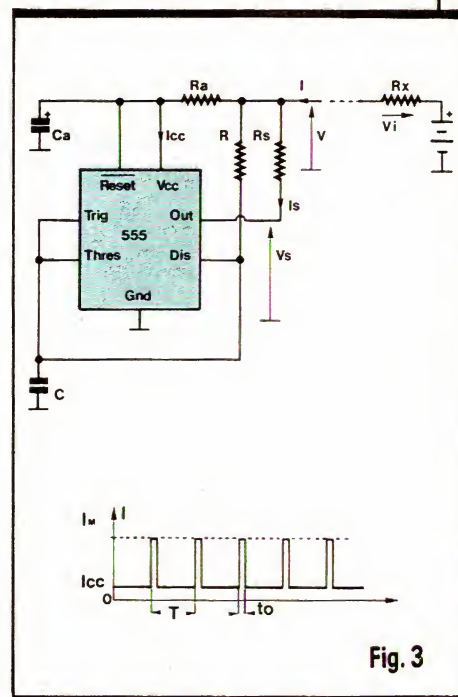 Ra
I
Rx
Ca
Icc
R
Rs
V
Vi
Reset
Vcc
Is
Trig
Out
555
Thres
Dis
Vs
Gnd
C
IM
I
Icc
O
T
to
Fig. 3